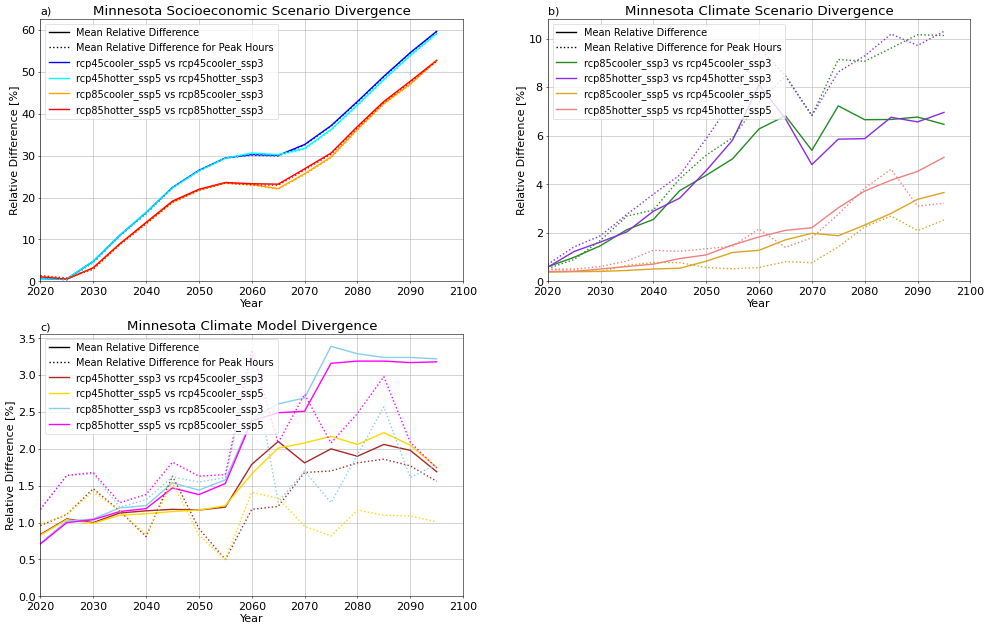 a)
Minnesota Socioeconomic Scenario Divergence
Mean Relative Difference
Mean Relative Difference for Peak Hours
rcp45cooler_ssp5 vs rcp45cooler_ssp3
rcp45hotter_ssp5 vs rcp45hotter_ssp3
rcp85cooler_ssp5 vs rcp85cooler_ssp3
rcp85hotter_ssp5 vs rcp85hotter_ssp3
Relative Difference [%]
60
50
40
30
20
10
0
2020 2030 2040 2050 2060 2070 2080 2090 2100
Year
b)
Minnesota Climate Scenario Divergence
Mean Relative Difference
Mean Relative Difference for Peak Hours
rcp85cooler_ssp3 vs rcp45cooler_ssp3
rcp85hotter_ssp3 vs rcp45hotter_ssp3
rcp85cooler_ssp5 vs rcp45cooler_ssp5
rcp85hotter_ssp5 vs rcp45hotter_ssp5
Relative Difference [%]
10
8
6
4
2
0
2020 2030 2040 2050 2060 2070 2080 2090 2100
Year
c)
Minnesota Climate Model Divergence
Mean Relative Difference
Mean Relative Difference for Peak Hours
rcp45hotter_ssp3 vs rcp45cooler_ssp3
rcp45hotter_ssp5 vs rcp45cooler_ssp5
rcp85hotter_ssp3 vs rcp85cooler_ssp3
rcp85hotter_ssp5 vs rcp85cooler_ssp5
Relative Difference [%]
3.5
3.0
2.5
2.0
1.5
1.0
0.5
0.0
2020 2030 2040 2050 2060 2070 2080 2090 2100
Year